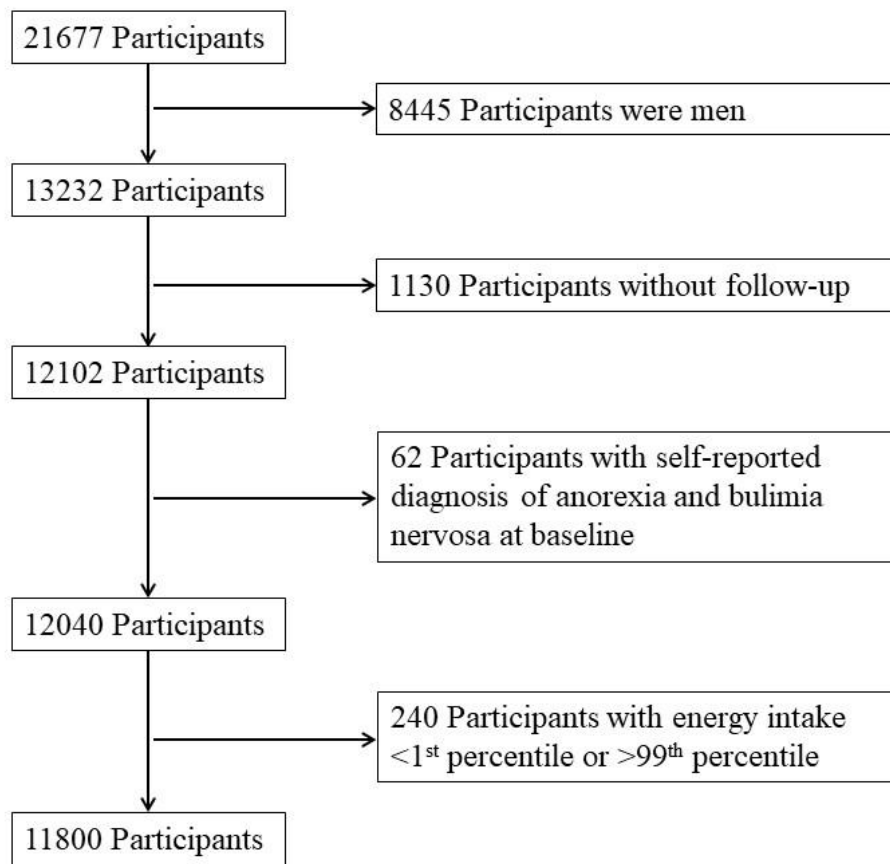 21677 Participants
8445 Participants were men
13232 Participants
1130 Participants without follow-up
12102 Participants
62 Participants with self-reported
diagnosis of anorexia and bulimia
nervosa at baseline
12040 Participants
240 Participants with energy intake
<1st percentile or >99th percentile
11800 Participants